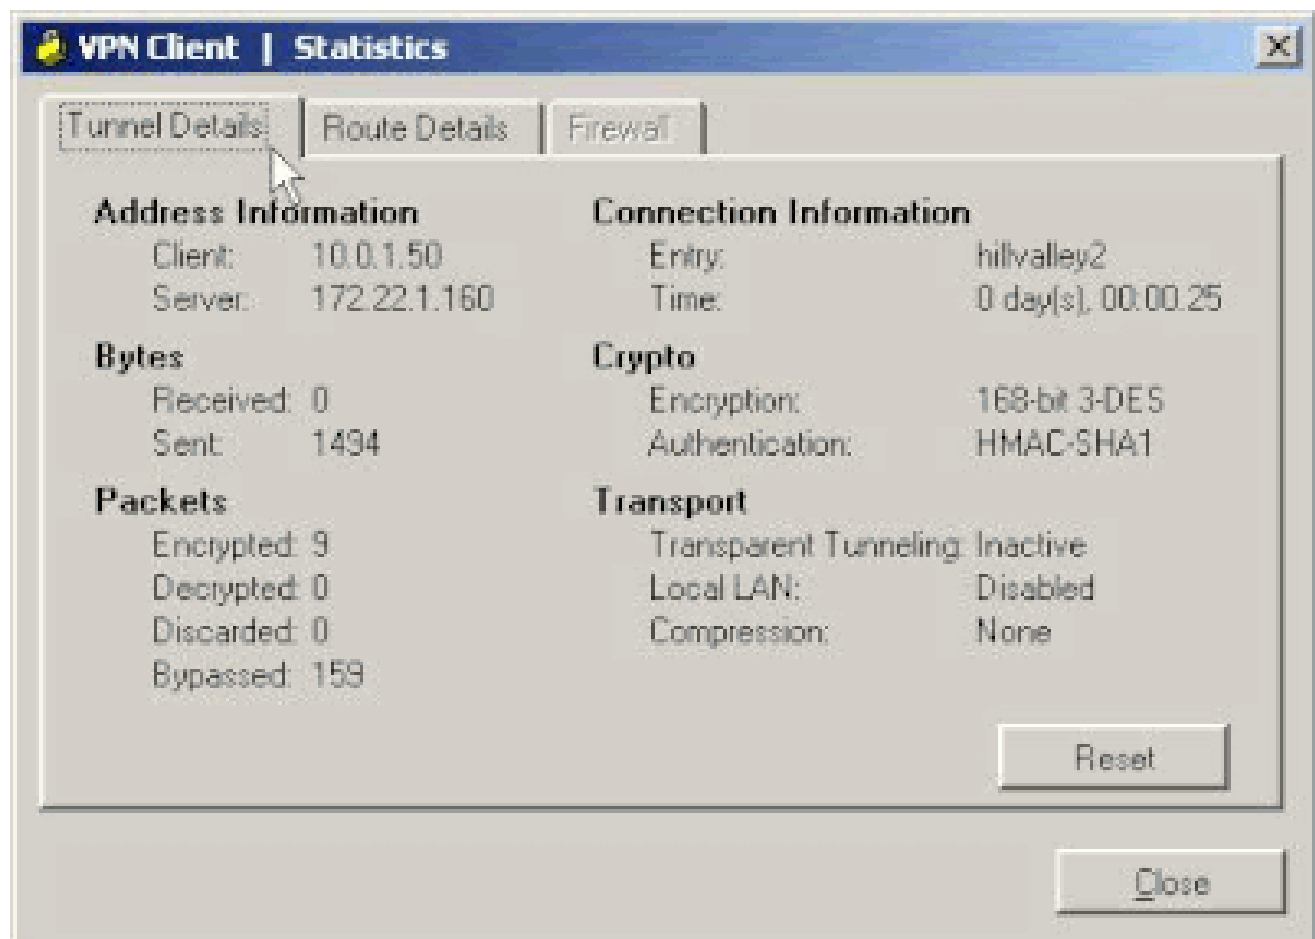 VPN Client | Statistics
Tunnel Details Route Details Firewall
Address Information
Client: 10.0.1.50
Server: 172.22.1.160
Bytes
Received: 0
Sent: 1494
Packets
Encrypted: 9
Decrypted: 0
Discarded: 0
Bypassed: 159
Connection Information
Entry: hillvalley2
Time: 0 day(s), 00:00.25
Crypto
Encryption: 168-bit 3-DES
Authentication: HMAC-SHA1
Transport
Transparent Tunneling: Inactive
Local LAN: Disabled
Compression: None
Reset
Close